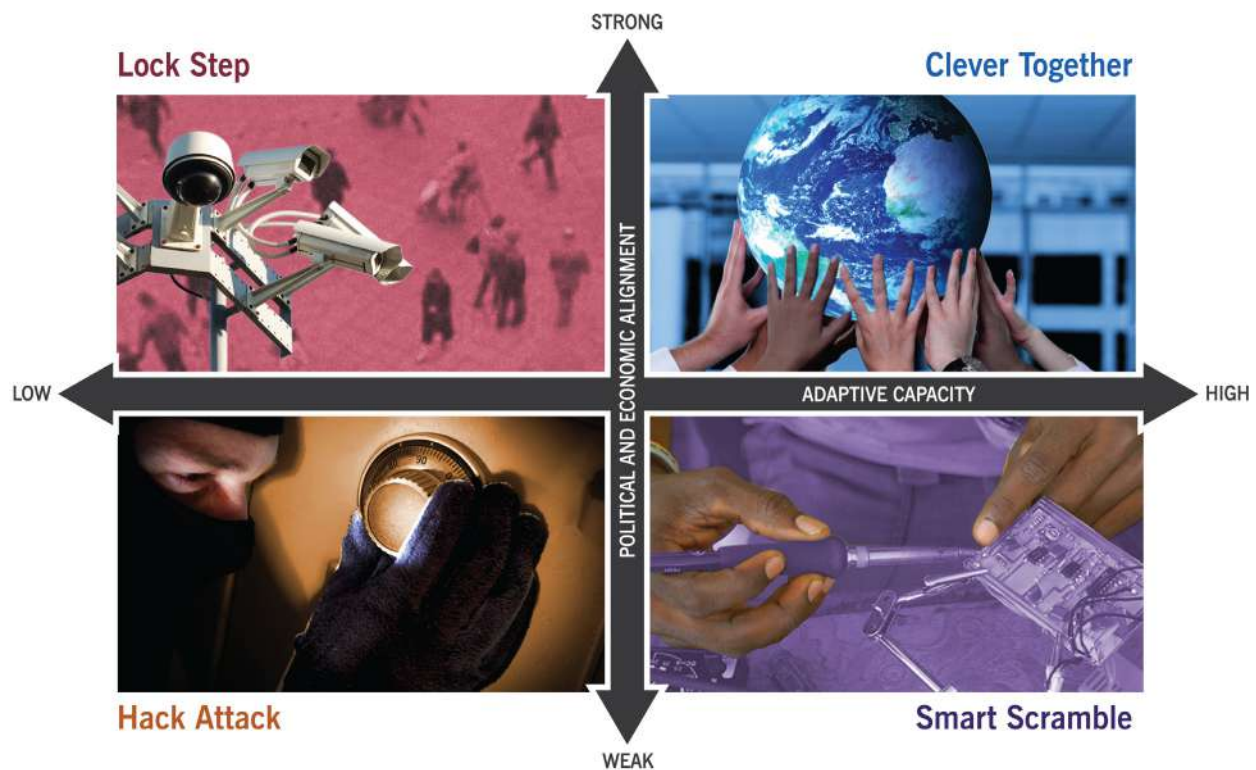 STRONG
Lock Step
Clever Together
POLITICAL AND ECONOMIC ALIGNMENT
LOW
ADAPTIVE CAPACITY
HIGH
Hack Attack
Smart Scramble
WEAK